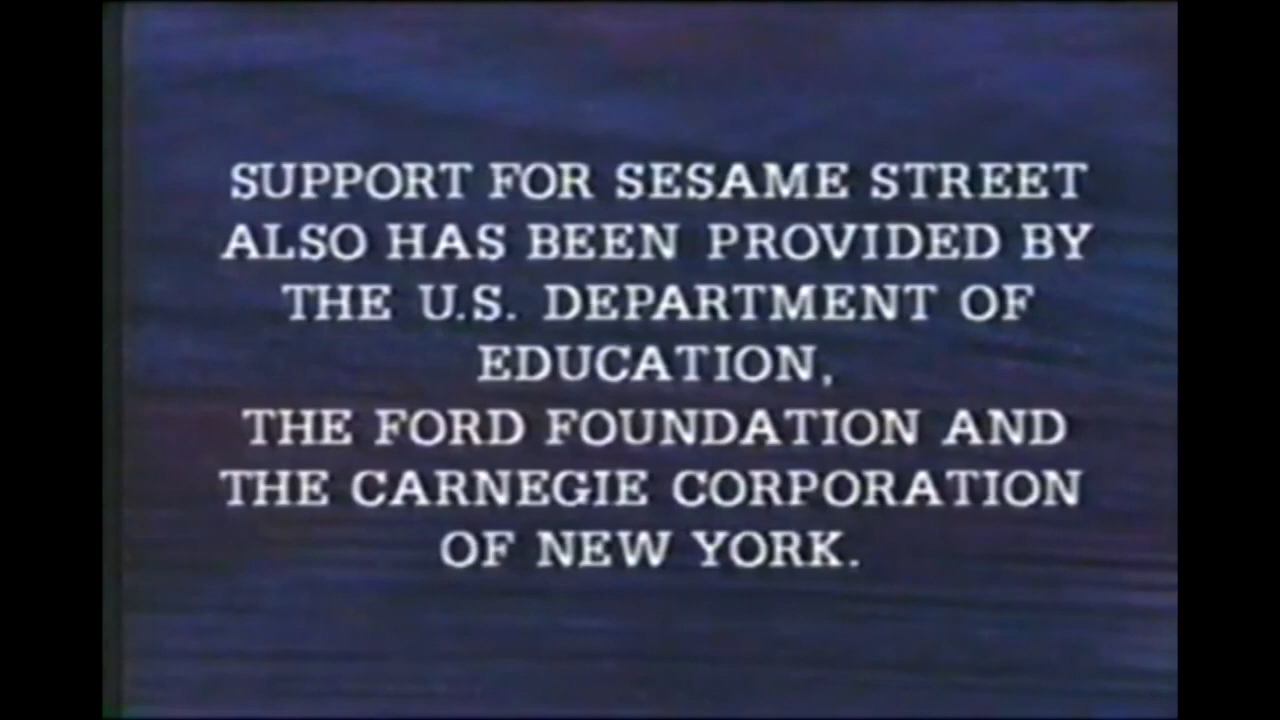 SUPPORT FOR SESAME STREET
ALSO HAS BEEN PROVIDED BY
THE U.S. DEPARTMENT OF
EDUCATION,
THE FORD FOUNDATION AND
THE CARNEGIE CORPORATION
OF NEW YORK.